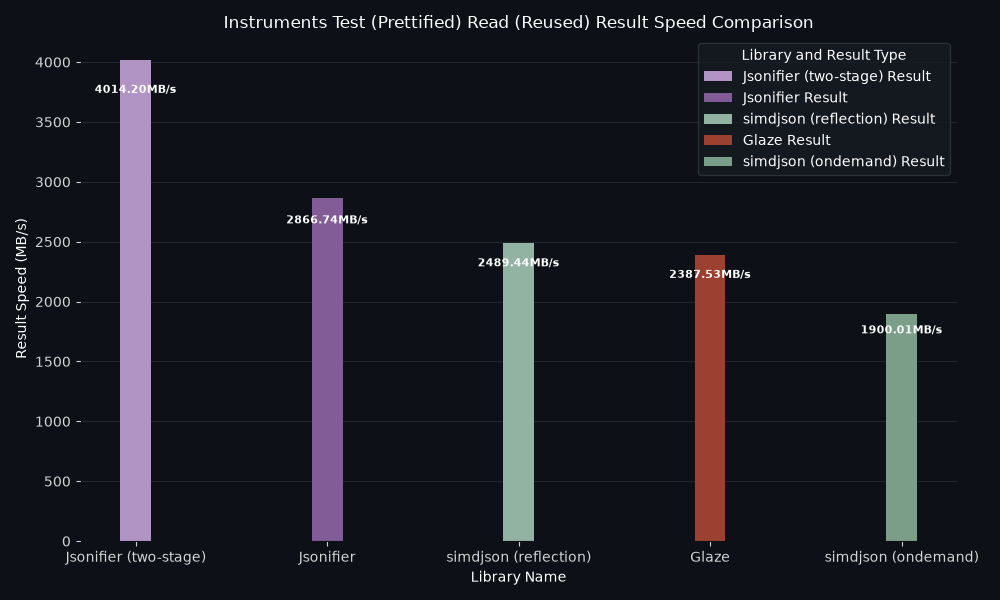 Instruments Test (Prettified) Read (Reused) Result Speed Comparison
Library and Result Type
Jsonifier (two-stage) Result
Jsonifier Result
simdjson (reflection) Result
Glaze Result
simdjson (ondemand) Result
Result Speed (MB/s)
4000
3500
3000
2500
2000
1500
1000
500
0
4014.20MB/s
2866.74MB/s
2489.44MB/s
2387.53MB/s
1900.01MB/s
Jsonifier (two-stage)
Jsonifier
simdjson (reflection)
Glaze
simdjson (ondemand)
Library Name